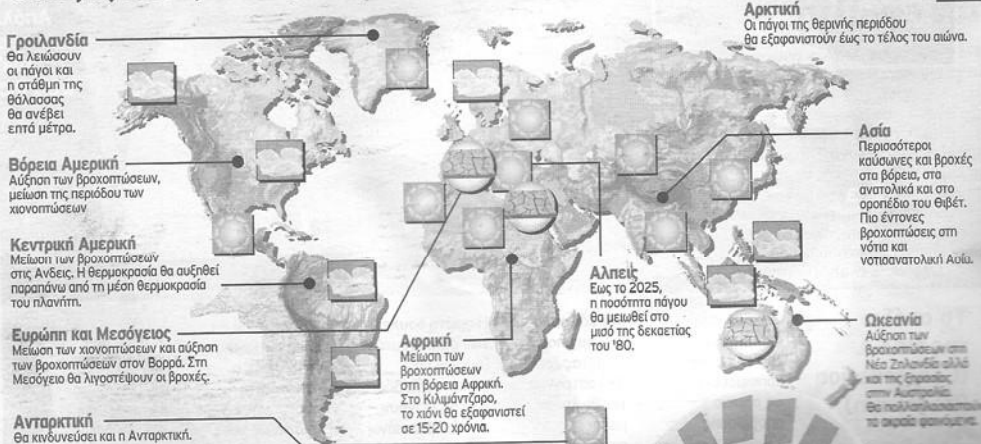 Γροιλανδία
Θα λειώσουν
οι πάγοι και
η στάθμη της
θάλασσας
θα ανέβει
επτά μέτρα.
Βόρεια Αμερική
Αύξηση των βροχοπτώσεων,
μείωση της περιόδου των
χιονοπτώσεων
Κεντρική Αμερική
Μείωση των βροχοπτώσεων
στις Ανδεις. Η θερμοκρασία θα αυξηθεί
παραπάνω από τη μέση θερμοκρασία
του πλανήτη.
Ευρώπη και Μεσόγειος
Μείωση των χιονοπτώσεων και αύξηση
των βροχοπτώσεων στον Βορρά. Στη
Μεσόγειο θα λιγοστέψουν οι βροχές.
Ανταρκτική
Θα κινδυνεύσει και η Ανταρκτική.
Αφρική
Μείωση των
βροχοπτώσεων
στη βόρεια Αφρική.
Στο Κιλιμάντζαρο,
το χιόνι θα εξαφανιστεί
σε 15-20 χρόνια.
Αλπεις
Εως το 2025,
η ποσότητα πάγου
θα μειωθεί στο
μισό της δεκαετίας
του '80.
Αρκτική
Οι πάγοι της θερινής περιόδου
θα εξαφανιστούν έως το τέλος του αιώνα.
Ασία
Περισσότεροι
καύσωνες και βροχές
στα βόρεια, στα
ανατολικά και στο
οροπέδιο του Θιβέτ.
Πιο έντονες
βροχοπτώσεις στη
νότια και
νοτιοανατολική Ασία.
Ωκεανία
Αύξηση των
βροχοπτώσεων στη
Νέα Ζηλανδία αλλά
και της ξηρασίας
στην Αυστραλία.
Θα πολλαπλασιαστούν
τα ακραία φαινόμενα.